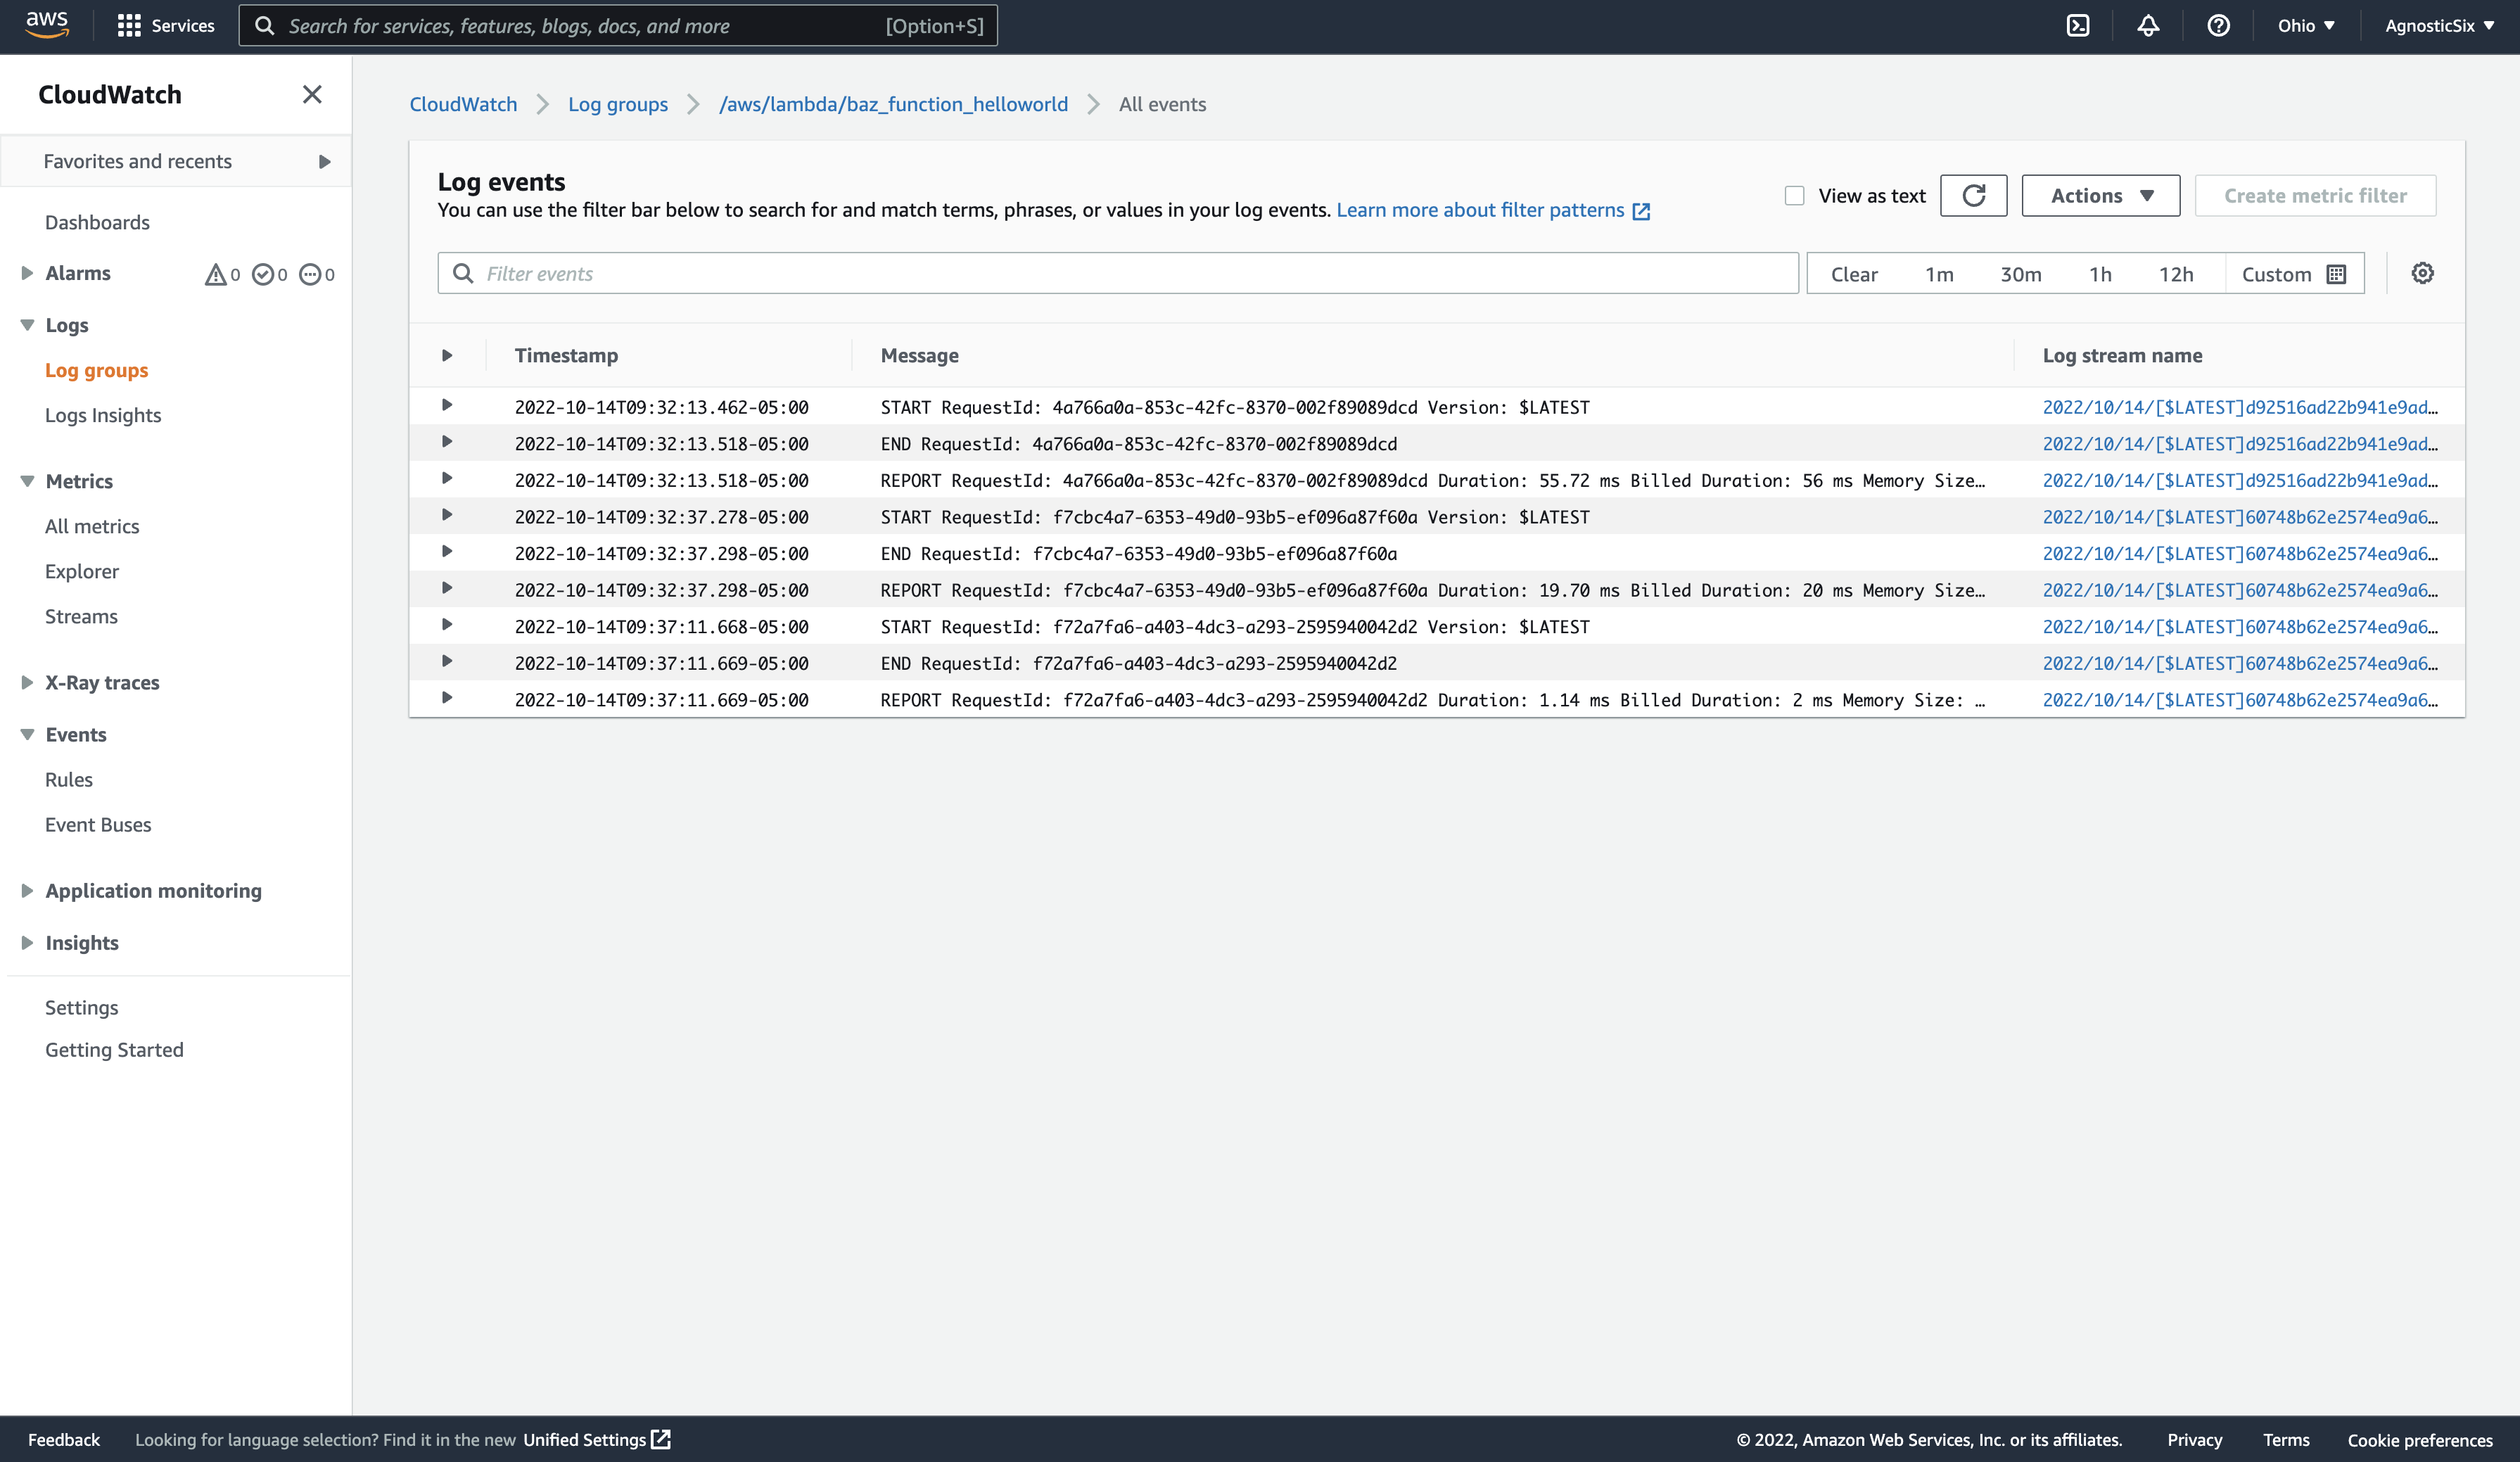 aws Services Search for services, features, blogs, docs, and more [Option+S] Ohio AgnosticSix
CloudWatch
Favorites and recents
Dashboards
Alarms 0 0 0
Logs
Log groups
Logs Insights
Metrics
All metrics
Explorer
Streams
X-Ray traces
Events
Rules
Event Buses
Application monitoring
Insights
Settings
Getting Started
CloudWatch Log groups /aws/lambda/baz_function_helloworld All events
Log events
You can use the filter bar below to search for and match terms, phrases, or values in your log events. Learn more about filter patterns
View as text Actions Create metric filter
Filter events Clear 1m 30m 1h 12h Custom
Timestamp Message Log stream name
2022-10-14T09:32:13.462-05:00 START RequestId: 4a766a0a-853c-42fc-8370-002f89089dcd Version: $LATEST 2022/10/14/[$LATEST]d92516ad22b941e9ad…
2022-10-14T09:32:13.518-05:00 END RequestId: 4a766a0a-853c-42fc-8370-002f89089dcd 2022/10/14/[$LATEST]d92516ad22b941e9ad…
2022-10-14T09:32:13.518-05:00 REPORT RequestId: 4a766a0a-853c-42fc-8370-002f89089dcd Duration: 55.72 ms Billed Duration: 56 ms Memory Size… 2022/10/14/[$LATEST]d92516ad22b941e9ad…
2022-10-14T09:32:37.278-05:00 START RequestId: f7cbc4a7-6353-49d0-93b5-ef096a87f60a Version: $LATEST 2022/10/14/[$LATEST]60748b62e2574ea9a6…
2022-10-14T09:32:37.298-05:00 END RequestId: f7cbc4a7-6353-49d0-93b5-ef096a87f60a 2022/10/14/[$LATEST]60748b62e2574ea9a6…
2022-10-14T09:32:37.298-05:00 REPORT RequestId: f7cbc4a7-6353-49d0-93b5-ef096a87f60a Duration: 19.70 ms Billed Duration: 20 ms Memory Size… 2022/10/14/[$LATEST]60748b62e2574ea9a6…
2022-10-14T09:37:11.668-05:00 START RequestId: f72a7fa6-a403-4dc3-a293-2595940042d2 Version: $LATEST 2022/10/14/[$LATEST]60748b62e2574ea9a6…
2022-10-14T09:37:11.669-05:00 END RequestId: f72a7fa6-a403-4dc3-a293-2595940042d2 2022/10/14/[$LATEST]60748b62e2574ea9a6…
2022-10-14T09:37:11.669-05:00 REPORT RequestId: f72a7fa6-a403-4dc3-a293-2595940042d2 Duration: 1.14 ms Billed Duration: 2 ms Memory Size: … 2022/10/14/[$LATEST]60748b62e2574ea9a6…
Feedback Looking for language selection? Find it in the new Unified Settings © 2022, Amazon Web Services, Inc. or its affiliates. Privacy Terms Cookie preferences